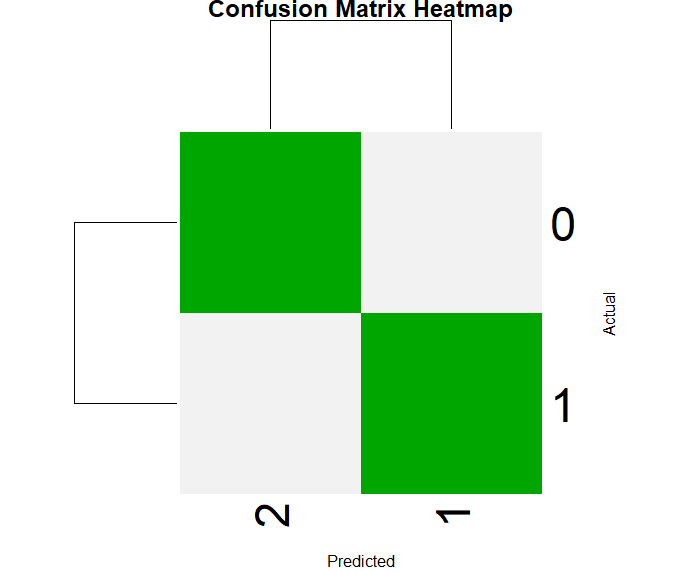 Confusion Matrix Heatmap
0
Actual
1
2 1
Predicted